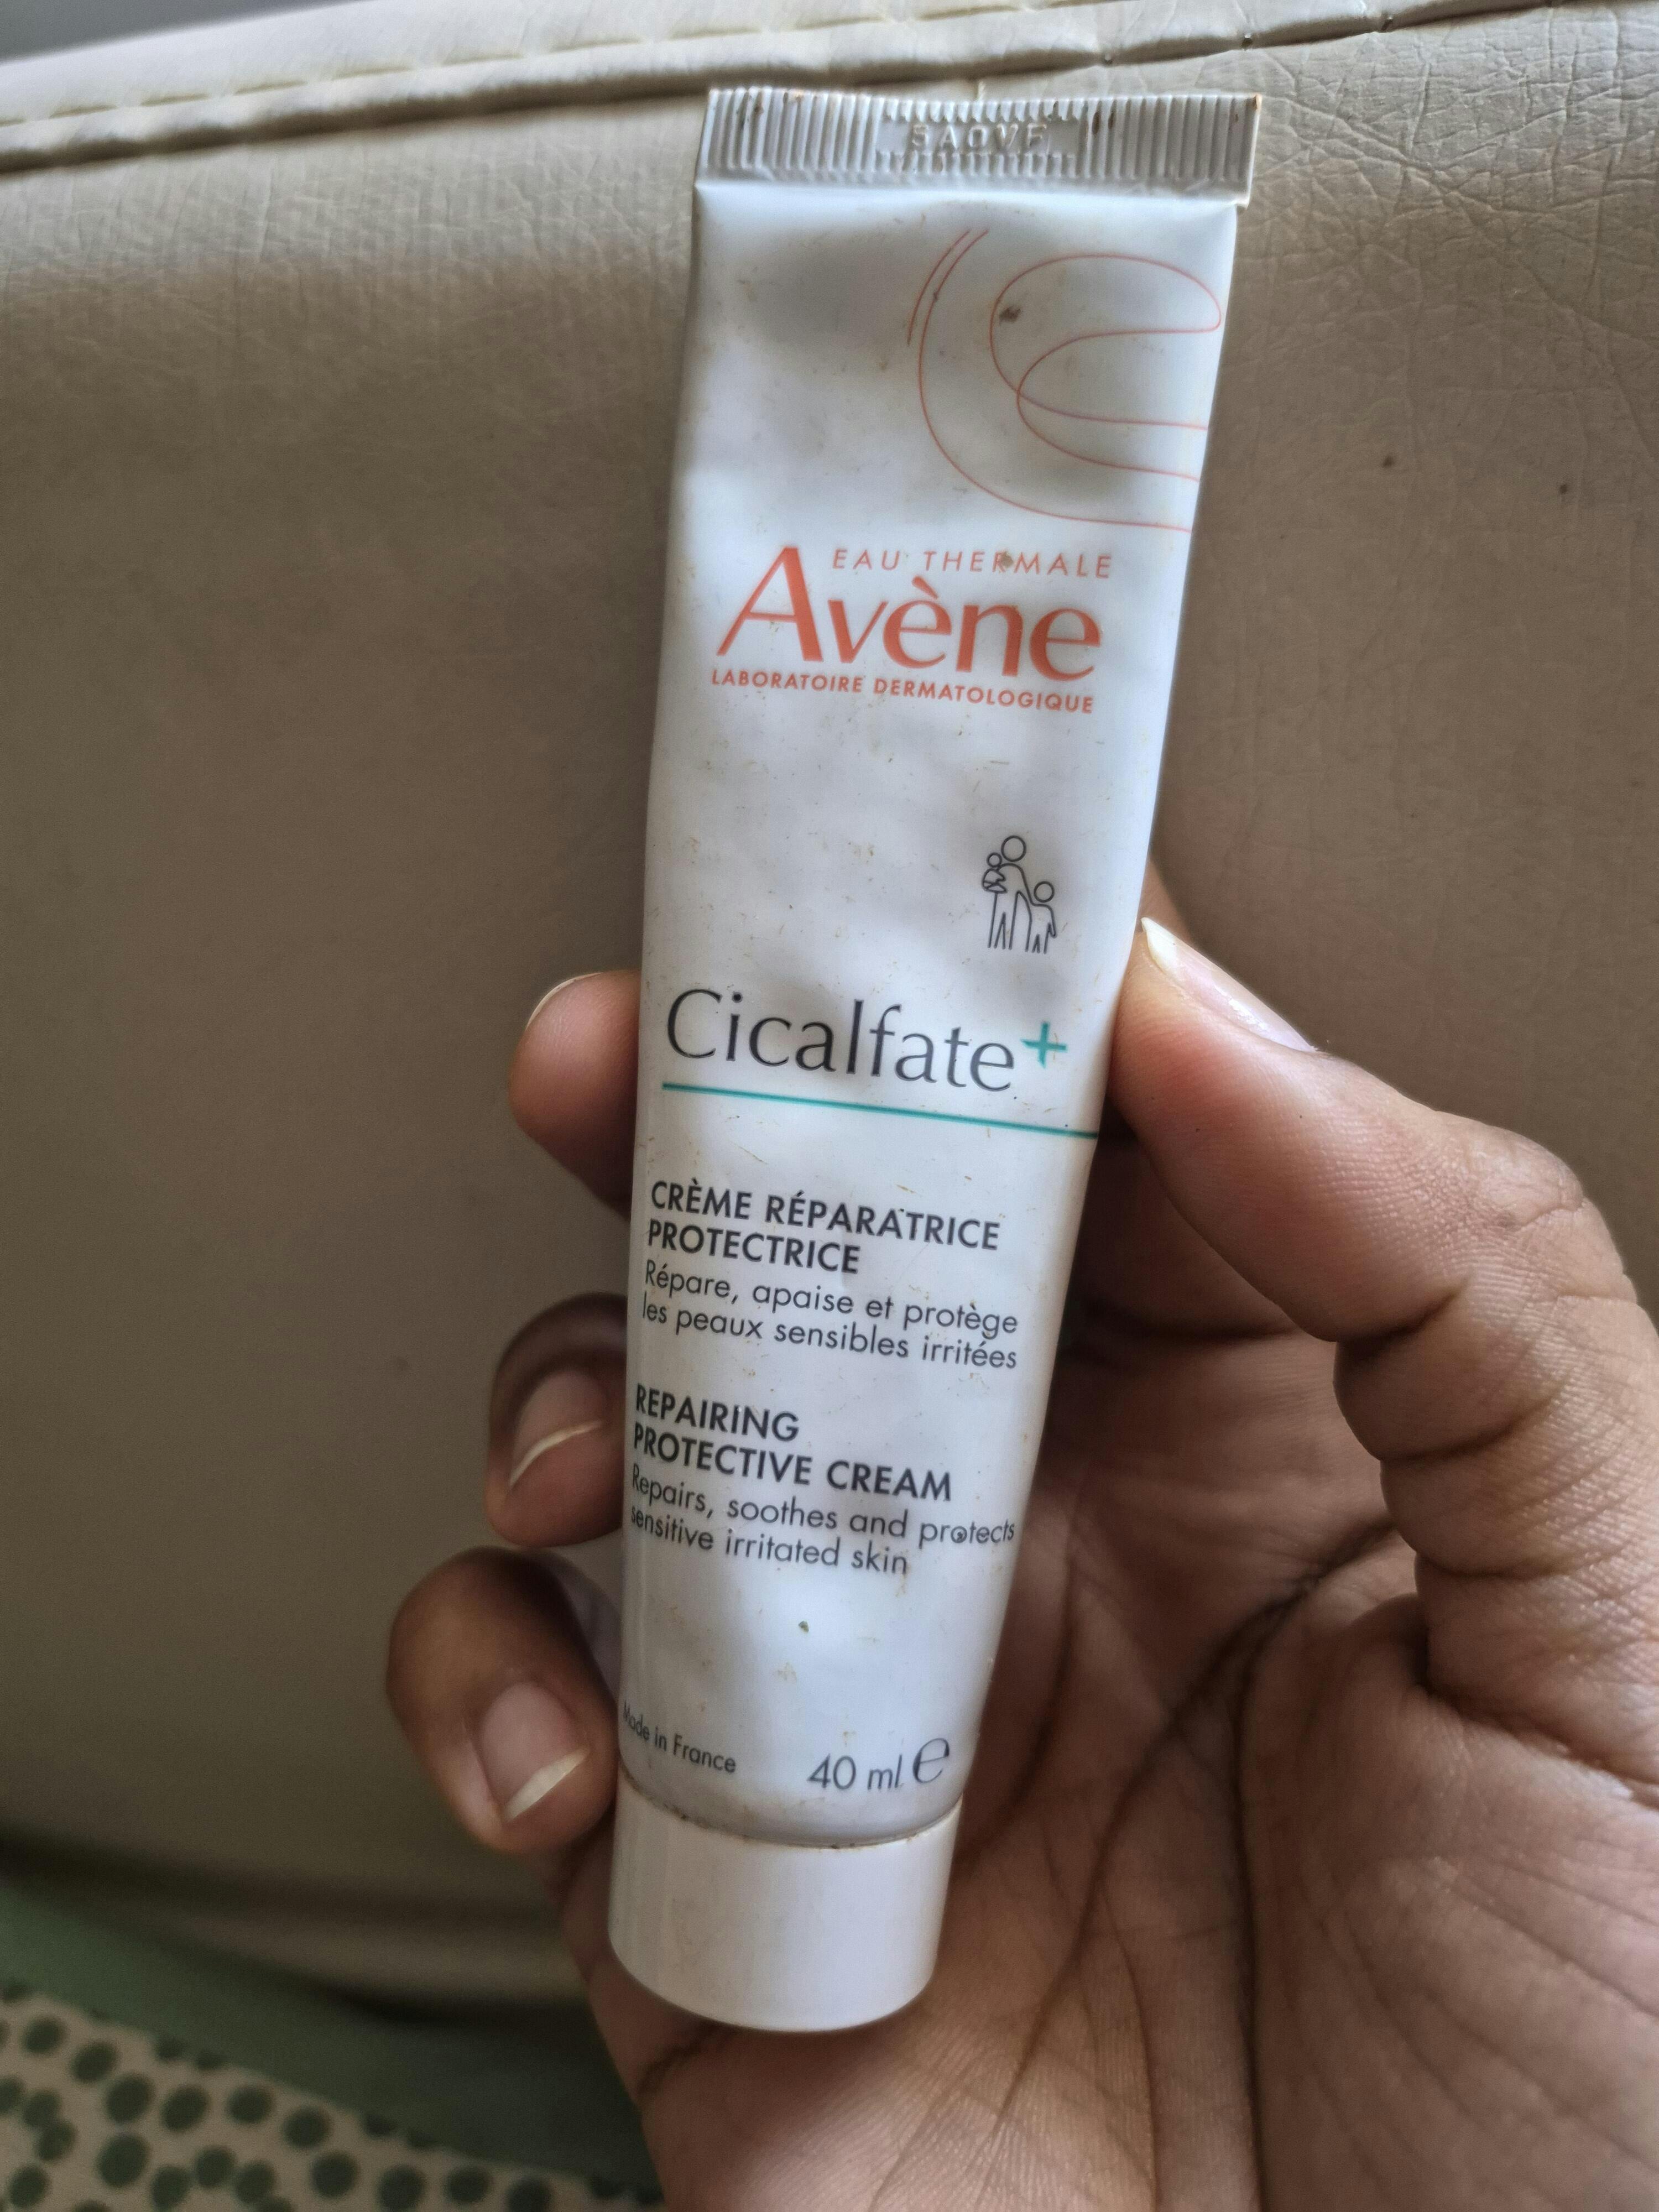 EAU THERMALE
Avène
LABORATOIRE DERMATOLOGIQUE
Cicalfate+
CRÈME RÉPARATRICE
PROTECTRICE
Répare, apaise et protège
les peaux sensibles irritées
REPAIRING
PROTECTIVE CREAM
Repairs, soothes and protects
sensitive irritated skin
Made in France
40 ml ℮